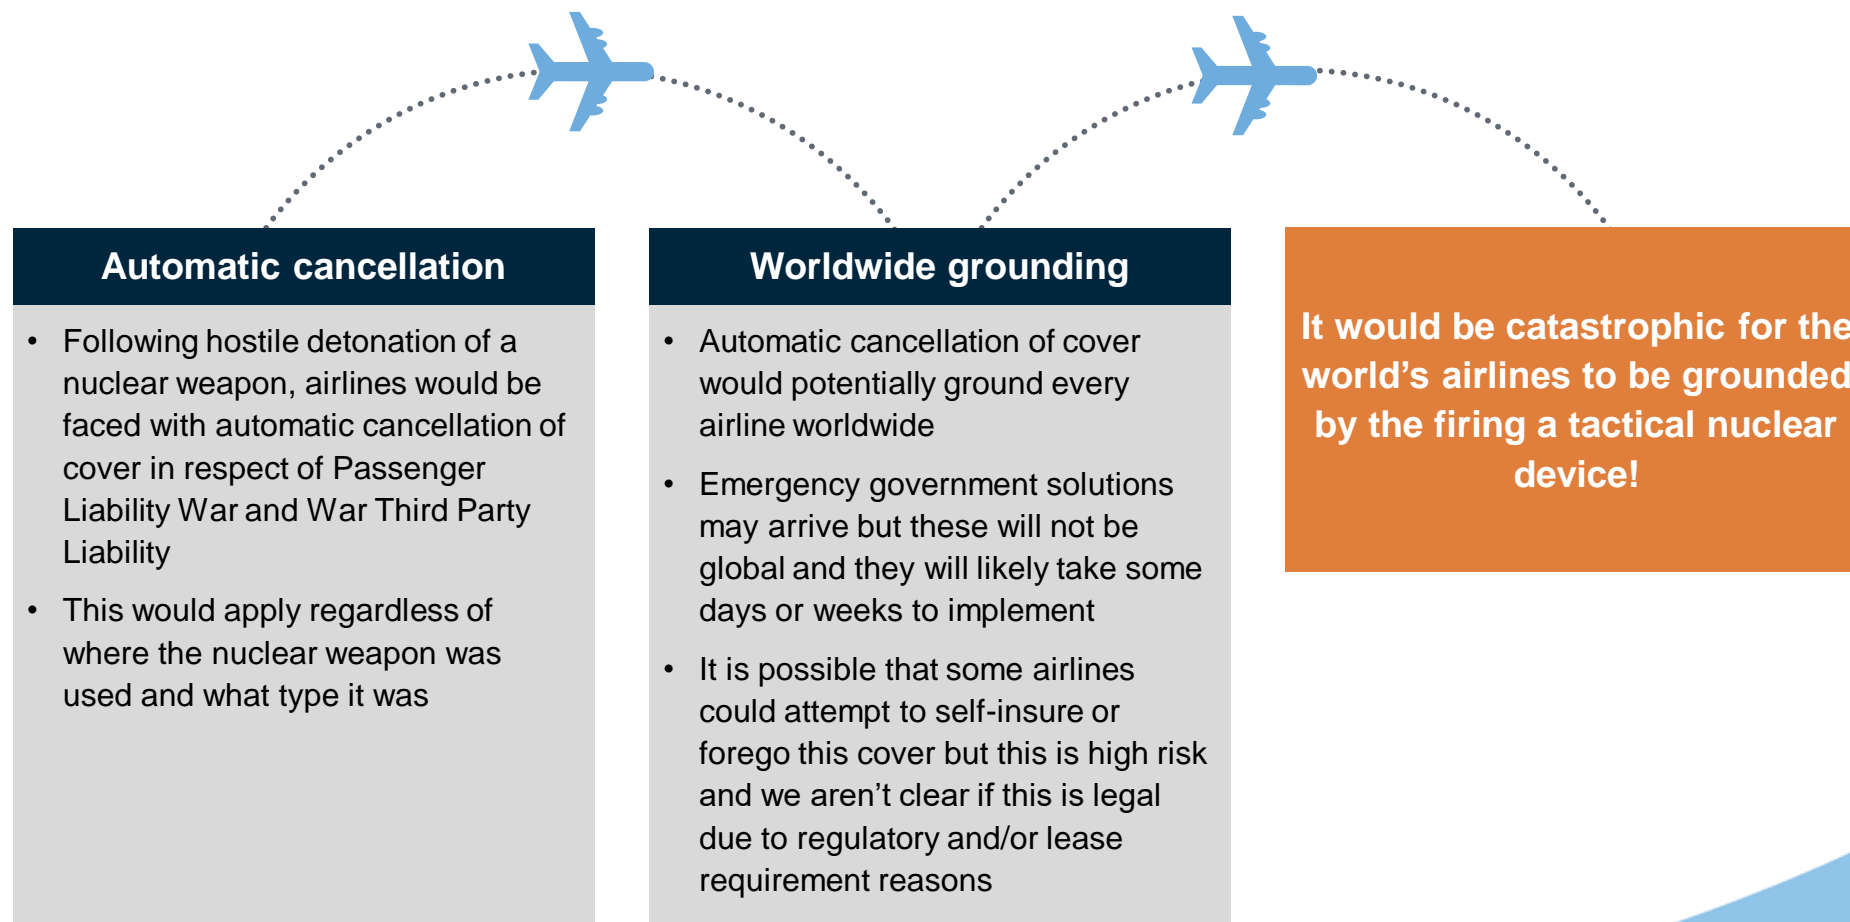 Automatic cancellation
• Following hostile detonation of a
nuclear weapon, airlines would be
faced with automatic cancellation of
cover in respect of Passenger
Liability War and War Third Party
Liability
• This would apply regardless of
where the nuclear weapon was
used and what type it was
Worldwide grounding
• Automatic cancellation of cover
would potentially ground every
airline worldwide
• Emergency government solutions
may arrive but these will not be
global and they will likely take some
days or weeks to implement
• It is possible that some airlines
could attempt to self-insure or
forego this cover but this is high risk
and we aren’t clear if this is legal
due to regulatory and/or lease
requirement reasons
It would be catastrophic for the
world’s airlines to be grounded
by the firing a tactical nuclear
device!